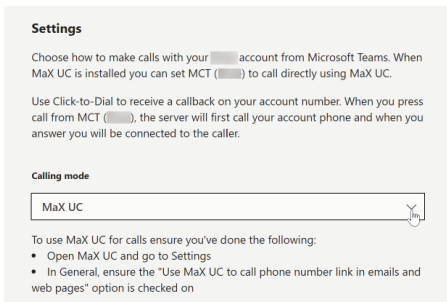 Settings
Choose how to make calls with your account from Microsoft Teams. When
MaX UC is installed you can set MCT ( ) to call directly using MaX UC.
Use Click-to-Dial to receive a callback on your account number. When you press
call from MCT ( ), the server will first call your account phone and when you
answer you will be connected to the caller.
Calling mode
MaX UC
To use MaX UC for calls ensure you've done the following:
• Open MaX UC and go to Settings
• In General, ensure the "Use MaX UC to call phone number link in emails and
web pages" option is checked on